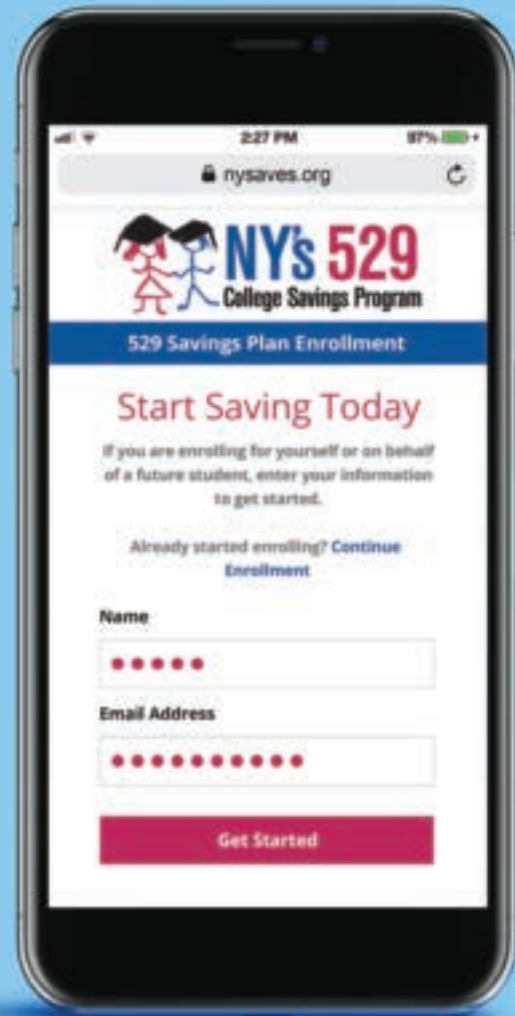 2:27 PM
97%
nysaves.org
NY's 529
College Savings Program
529 Savings Plan Enrollment
Start Saving Today
If you are enrolling for yourself or on behalf
of a future student, enter your information
to get started.
Already started enrolling? Continue
Enrollment
Name
Email Address
Get Started